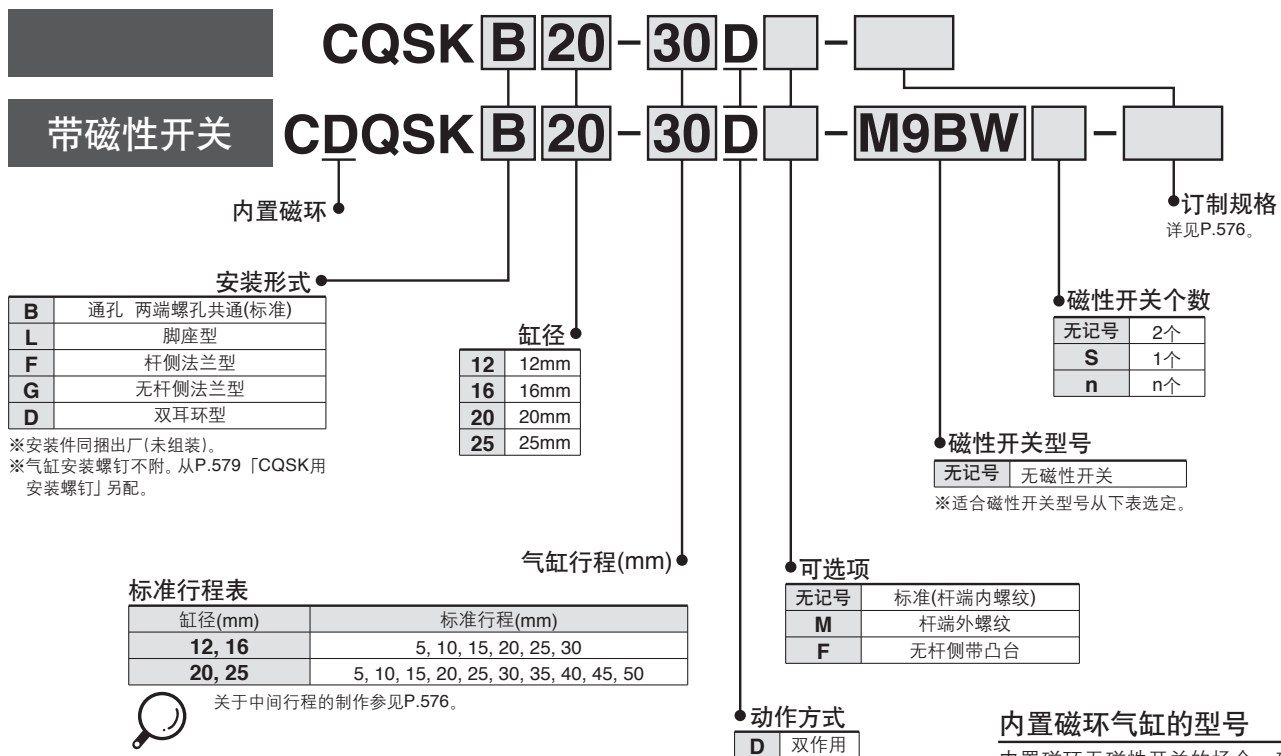 CQSK B 20 - 30 D -
带磁性开关 CDQSK B 20 - 30 D - M9BW -
内置磁环
订制规格
详见P.576。
安装形式
B 通孔 两端螺孔共通(标准)
L 脚座型
F 杆侧法兰型
G 无杆侧法兰型
D 双耳环型
※安装件同捆出厂(未组装)。
※气缸安装螺钉不附。从P.579「CQSK用
安装螺钉」另配。
缸径
12 12mm
16 16mm
20 20mm
25 25mm
磁性开关个数
无记号 2个
S 1个
n n个
磁性开关型号
无记号 无磁性开关
※适合磁性开关型号从下表选定。
气缸行程(mm)
标准行程表
缸径(mm) 标准行程(mm)
12, 16 5, 10, 15, 20, 25, 30
20, 25 5, 10, 15, 20, 25, 30, 35, 40, 45, 50
关于中间行程的制作参见P.576。
可选项
无记号 标准(杆端内螺纹)
M 杆端外螺纹
F 无杆侧带凸台
动作方式
D 双作用
内置磁环气缸的型号